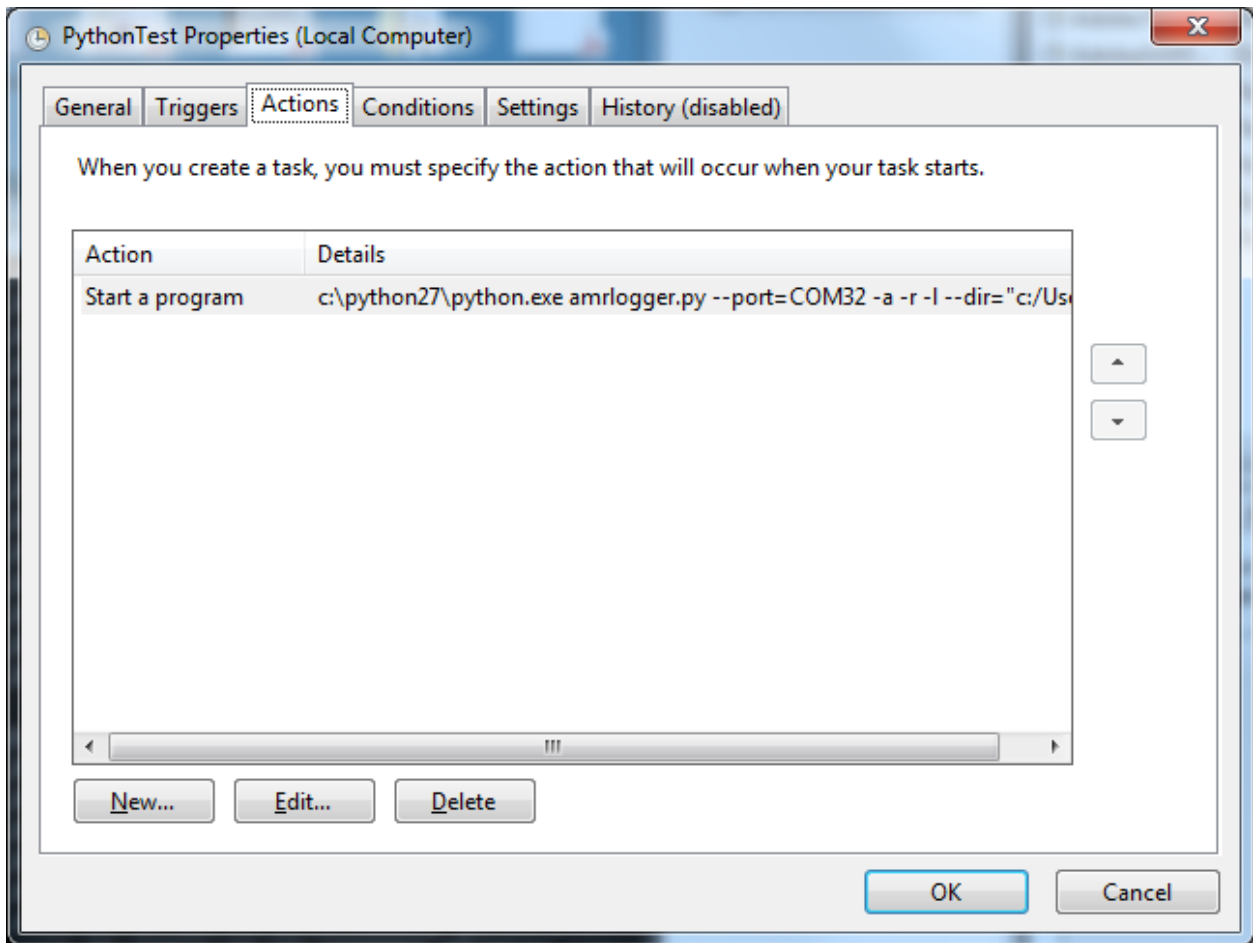 PythonTest Properties (Local Computer)
General Triggers Actions Conditions Settings History (disabled)
When you create a task, you must specify the action that will occur when your task starts.
Action Details
Start a program c:\python27\python.exe amrlogger.py --port=COM32 -a -r -l --dir="c:/Use
New... Edit... Delete
OK Cancel